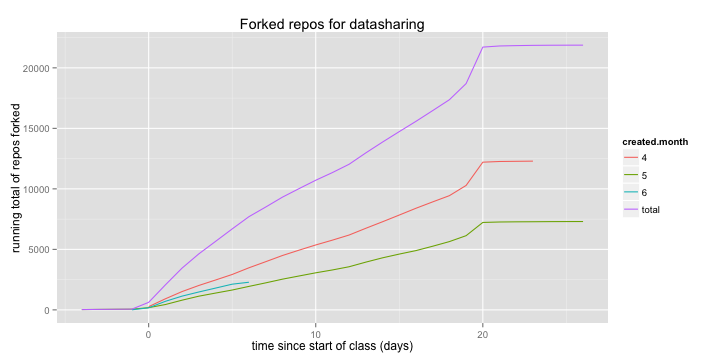 Forked repos for datasharing
running total of repos forked
20000
15000
10000
5000
0
0 10 20
time since start of class (days)
created.month
4
5
6
total